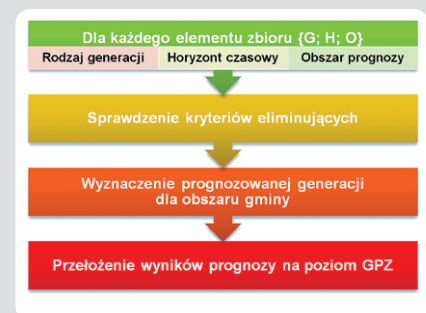 Dla każdego elementu zbioru {G; H; O}
Rodzaj generacji Horyzont czasowy Obszar prognozy
Sprawdzenie kryteriów eliminujących
Wyznaczenie prognozowanej generacji
dla obszaru gminy
Przełożenie wyników prognozy na poziom GPZ